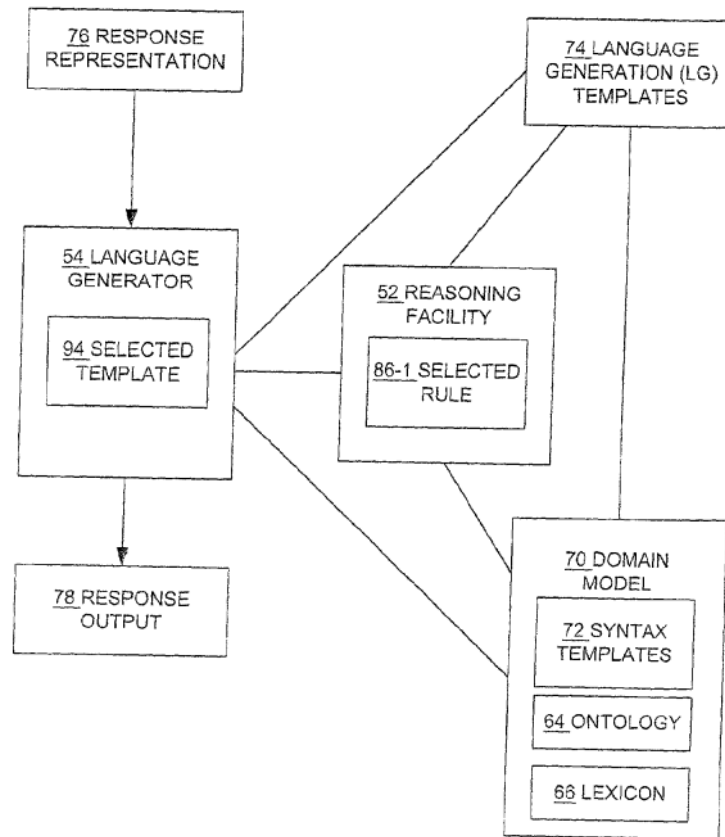 76 RESPONSE
REPRESENTATION
74 LANGUAGE
GENERATION (LG)
TEMPLATES
54 LANGUAGE
GENERATOR
94 SELECTED
TEMPLATE
52 REASONING
FACILITY
86-1 SELECTED
RULE
78 RESPONSE
OUTPUT
70 DOMAIN
MODEL
72 SYNTAX
TEMPLATES
64 ONTOLOGY
66 LEXICON